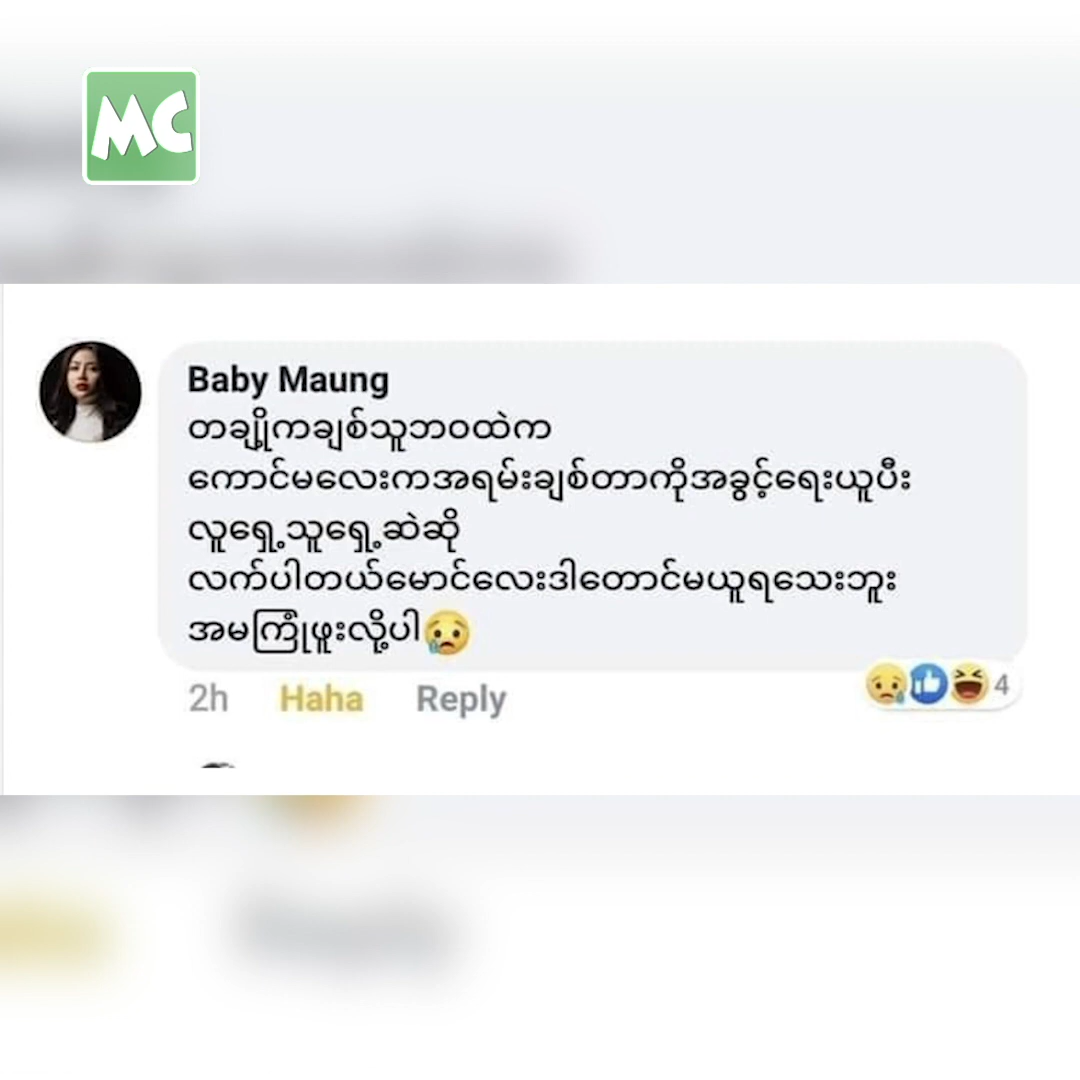 MC
Baby Maung
တချို့ကချစ်သူဘဝထဲက
ကောင်မလေးကအရမ်းချစ်တာကိုအခွင့်ရေးယူပီး
လူရှေ့သူရှေ့ဆဲဆို
လက်ပါတယ်မောင်လေးဒါတောင်မယူရသေးဘူး
အမကြုံဖူးလို့ပါ😢
2h Haha Reply 4